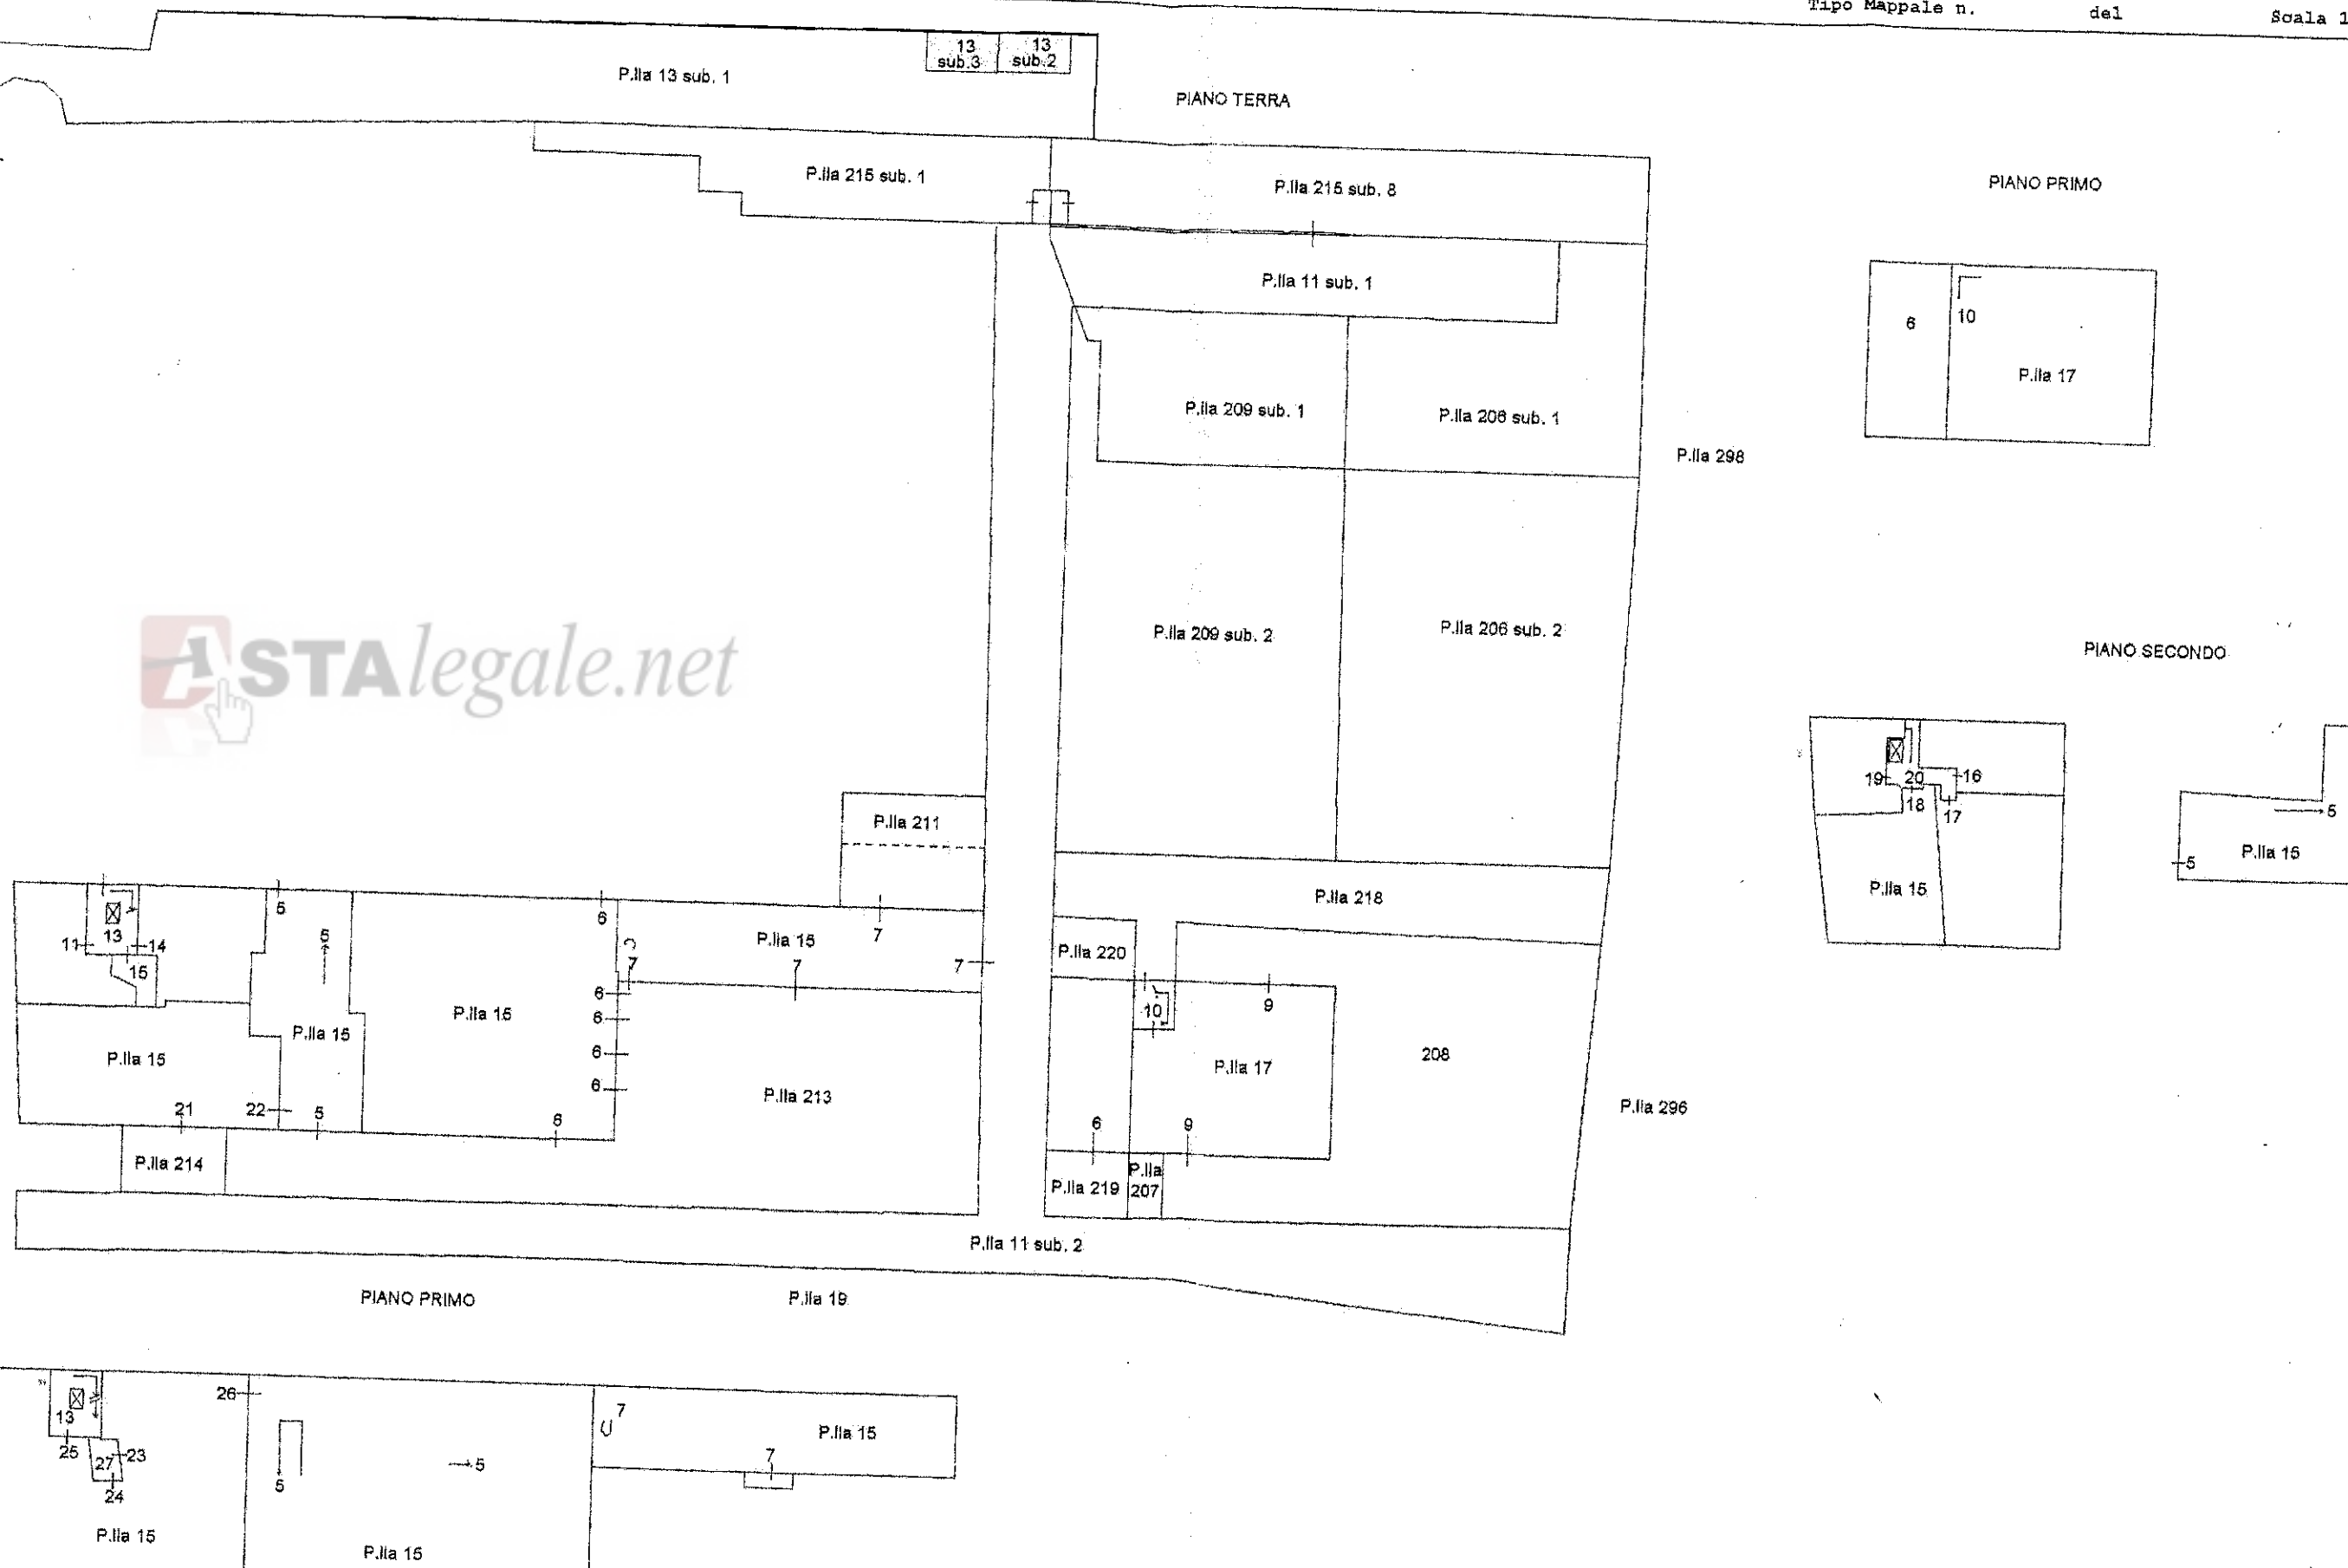 Tipo Mappale n. del Scala 1
13 13
sub.3 sub.2
P.lla 13 sub. 1
PIANO TERRA
P.lla 215 sub. 1
P.lla 215 sub. 8
PIANO PRIMO
P.lla 11 sub. 1
6 10
P.lla 17
P.lla 209 sub. 1
P.lla 206 sub. 1
P.lla 298
ASTAlegale.net
P.lla 209 sub. 2
P.lla 206 sub. 2
PIANO SECONDO
19 20 16
18 17
5
P.lla 15
5
P.lla 15
P.lla 211
P.lla 218
5
6
11 13 14
15
5
P.lla 15
7
7
7
7
P.lla 220
6
6
6
6
10
9
P.lla 15
P.lla 15
P.lla 15
208
P.lla 17
P.lla 213
P.lla 296
21 22 5 6
6 9
P.lla 214
P.lla 219
P.lla
207
P.lla 11 sub. 2
PIANO PRIMO
P.lla 19
26
13
25 27 23
24
5
5
7
7
P.lla 15
P.lla 15
P.lla 15